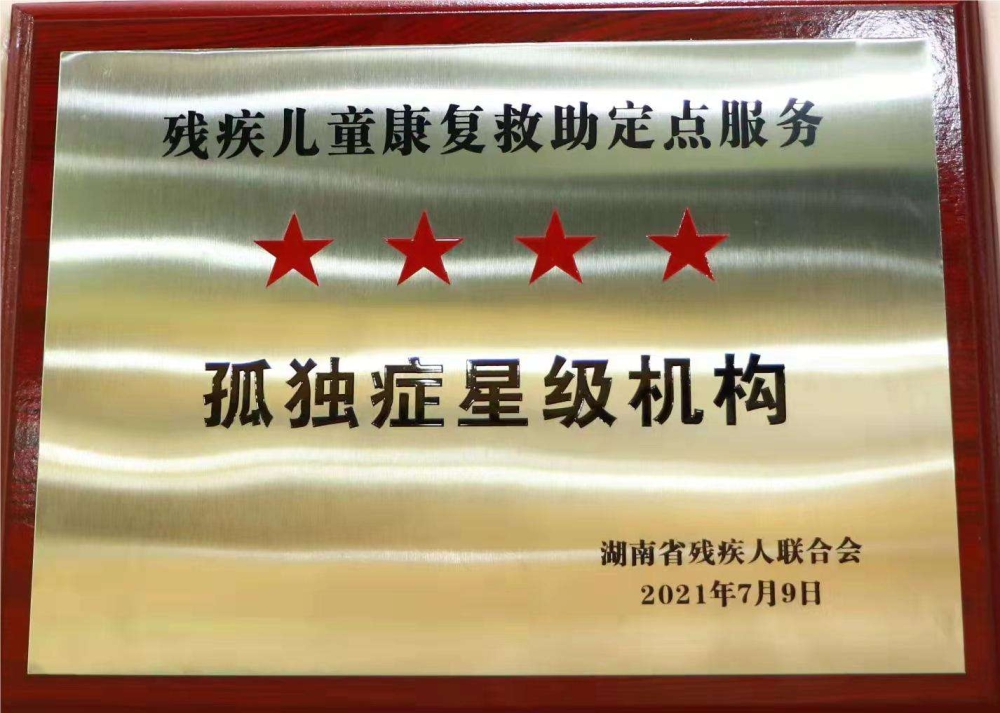 残疾儿童康复救助定点服务
★ ★ ★ ★
孤独症星级机构
湖南省残疾人联合会
2021年7月9日